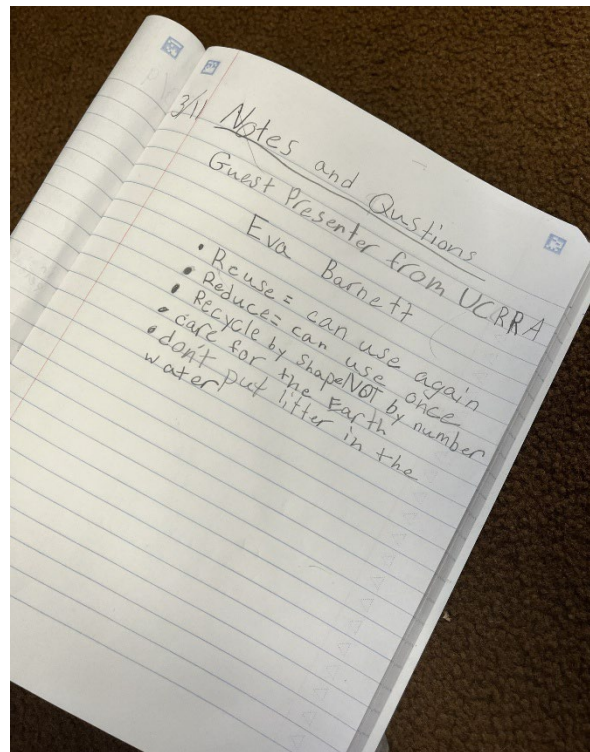 3/11 Notes and Qustions
Guest Presenter from UCRRA
Eva Barnett
• Reuse = can use again
• Reduce = can use once
• Recycle by shape NOT by number
• care for the Earth
• don't put litter in the
water!